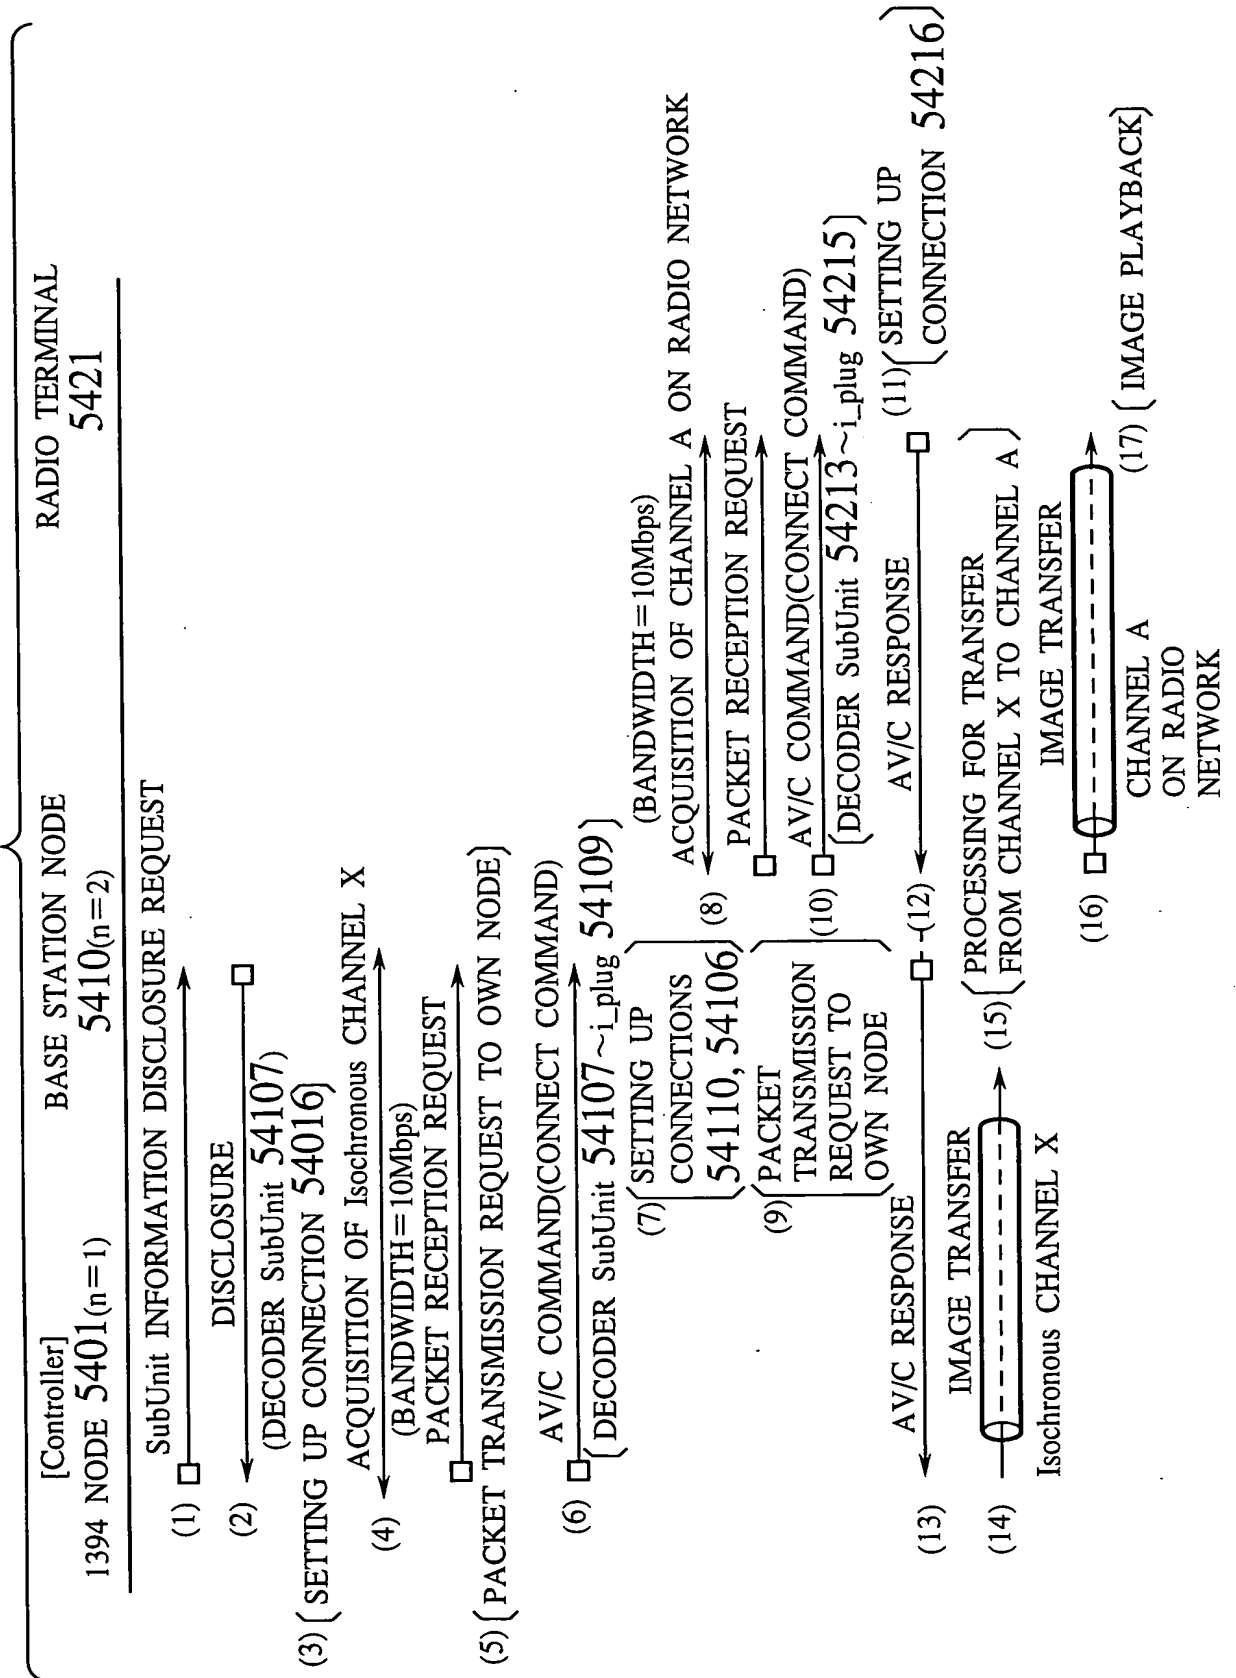 [Controller]
1394 NODE 5401(n=1)
BASE STATION NODE
5410(n=2)
RADIO TERMINAL
5421
SubUnit INFORMATION DISCLOSURE REQUEST
(1)
DISCLOSURE
(2)
(DECODER SubUnit 54107)
(3) [SETTING UP CONNECTION 54016]
ACQUISITION OF Isochronous CHANNEL X
(4)
(BANDWIDTH=10Mbps)
PACKET RECEPTION REQUEST
(5) [PACKET TRANSMISSION REQUEST TO OWN NODE]
AV/C COMMAND(CONNECT COMMAND)
(6)
[DECODER SubUnit 54107~i_plug 54109]
(7) [SETTING UP
CONNECTIONS
54110, 54106]
(BANDWIDTH=10Mbps)
ACQUISITION OF CHANNEL A ON RADIO NETWORK
(8)
PACKET RECEPTION REQUEST
(9) [PACKET
TRANSMISSION
REQUEST TO
OWN NODE]
AV/C COMMAND(CONNECT COMMAND)
(10)
[DECODER SubUnit 54213~i_plug 54215]
(11) [SETTING UP
CONNECTION 54216]
AV/C RESPONSE
(12)
AV/C RESPONSE
(13)
IMAGE TRANSFER
(14)
Isochronous CHANNEL X
(15) [PROCESSING FOR TRANSFER
FROM CHANNEL X TO CHANNEL A]
IMAGE TRANSFER
(16)
CHANNEL A
ON RADIO
NETWORK
(17) [IMAGE PLAYBACK]